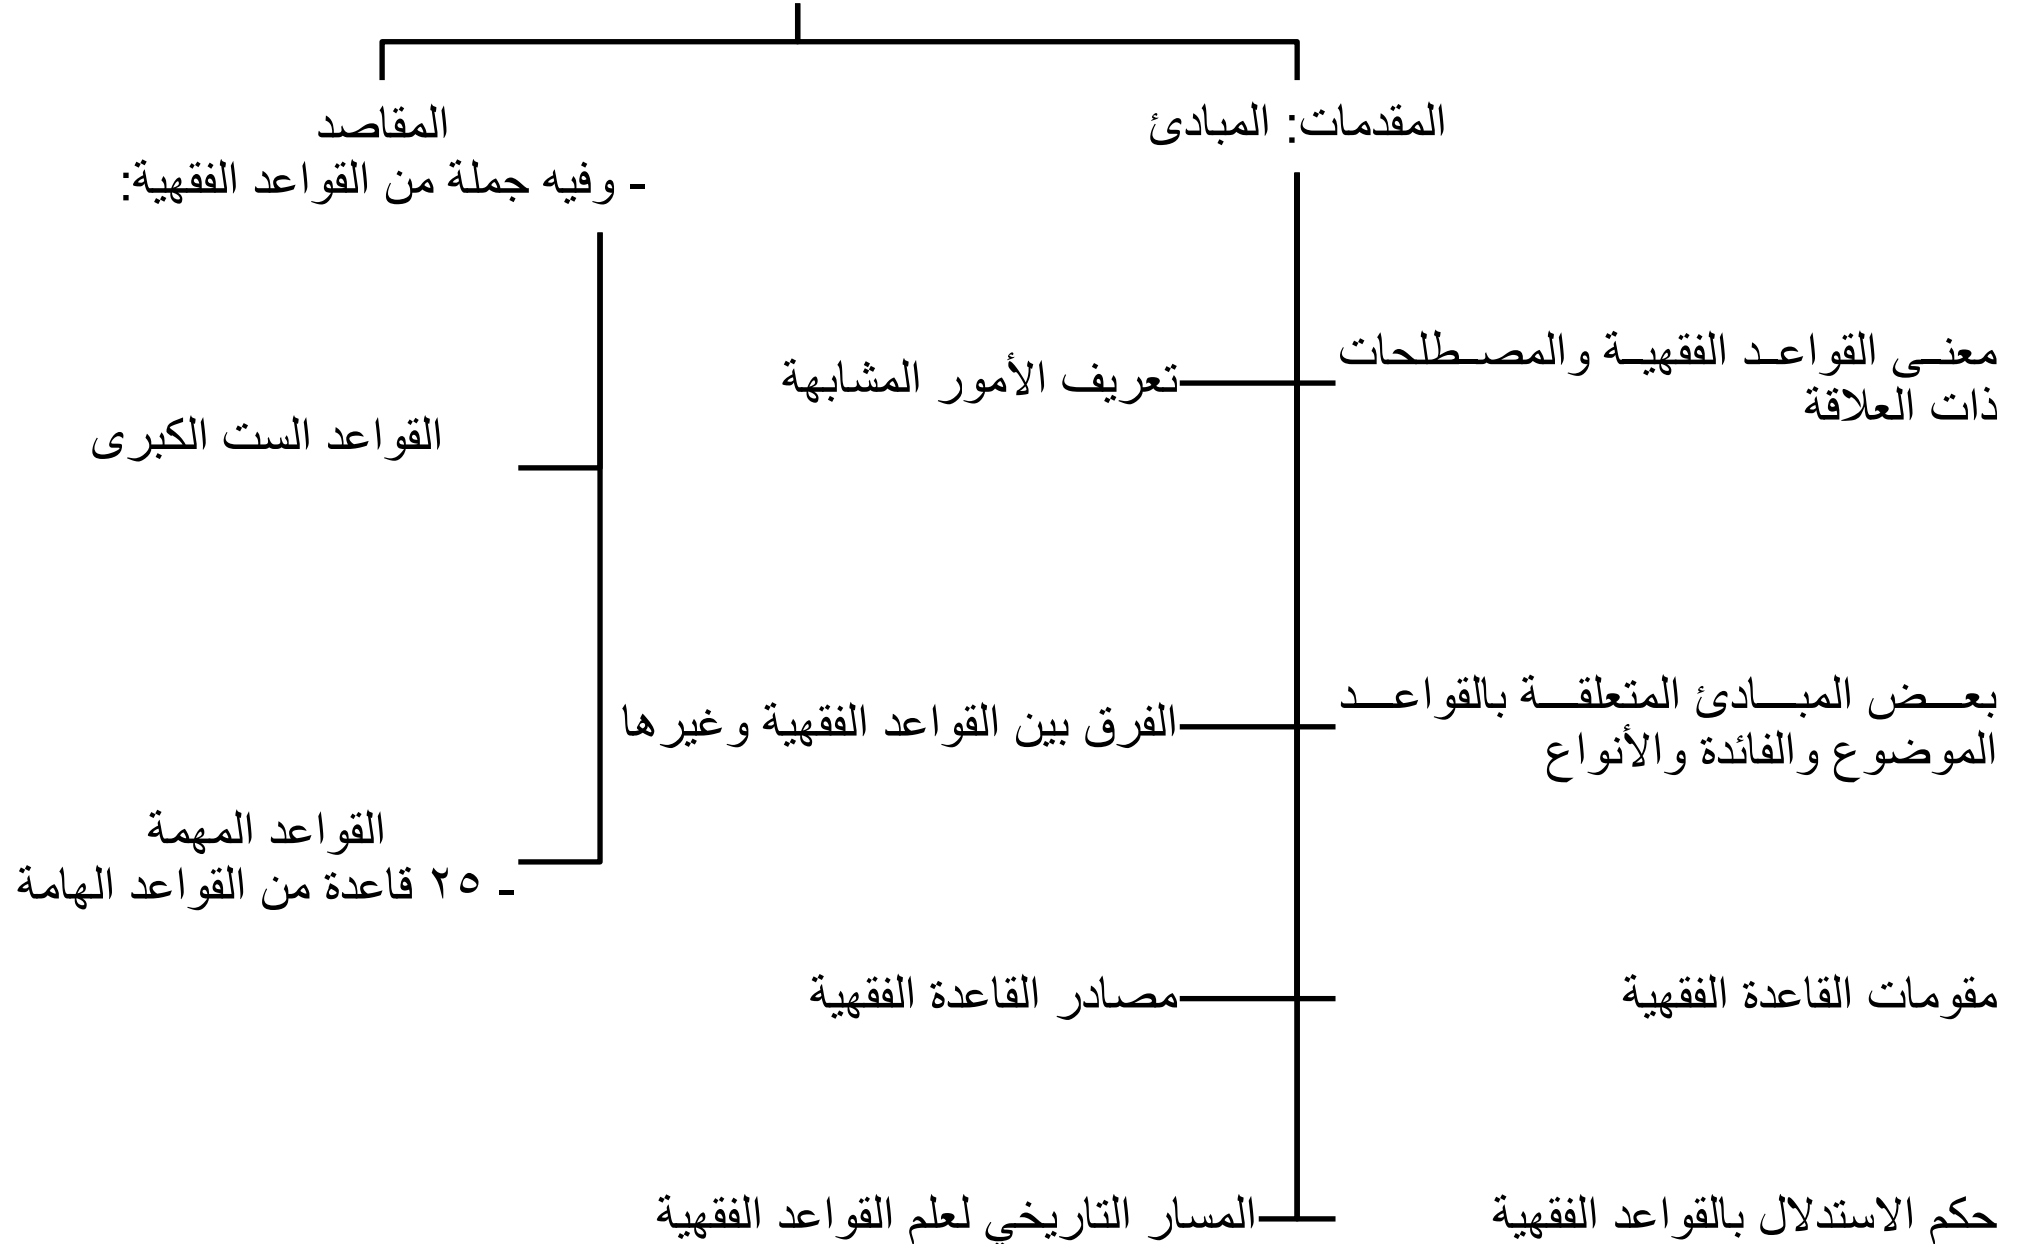 المقدمات: المبادئ
معنى القواعد الفقهية والمصطلحات
ذات العلاقة
تعريف الأمور المشابهة
بعض المبادئ المتعلقة بالقواعد
الموضوع والفائدة والأنواع
الفرق بين القواعد الفقهية وغيرها
مقومات القاعدة الفقهية
مصادر القاعدة الفقهية
حكم الاستدلال بالقواعد الفقهية
المسار التاريخي لعلم القواعد الفقهية
المقاصد
- وفيه جملة من القواعد الفقهية:
القواعد الست الكبرى
القواعد المهمة
- ٢٥ قاعدة من القواعد الهامة